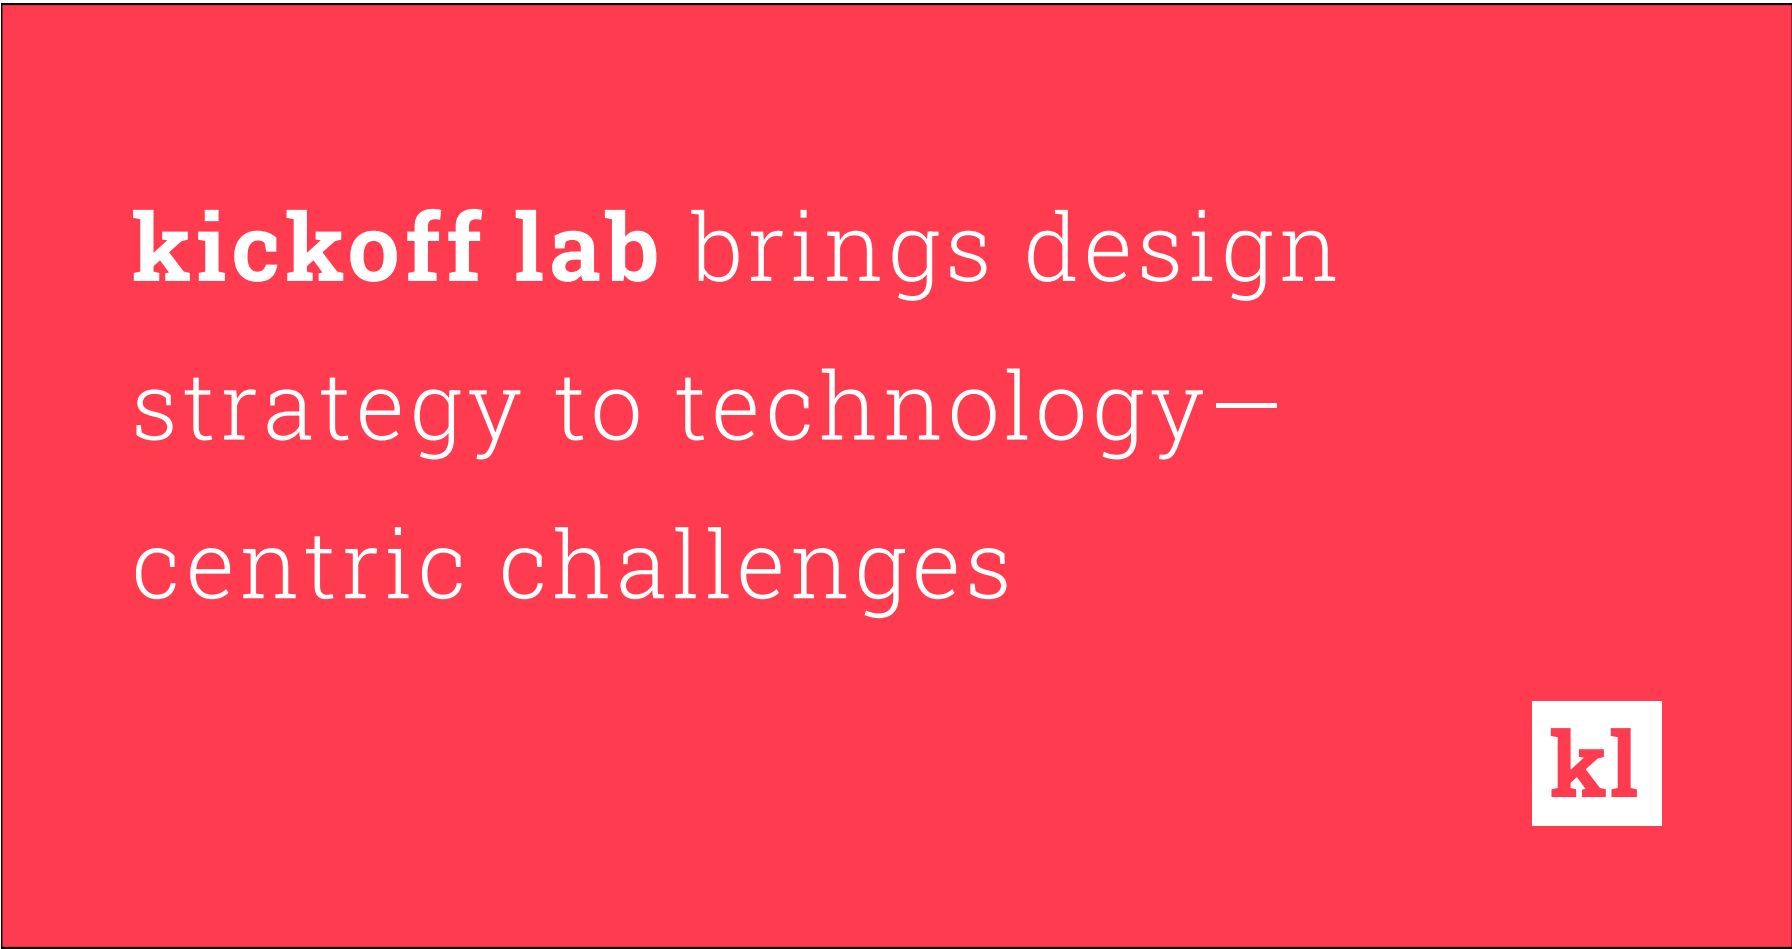 kickoff lab brings design
strategy to technology—
centric challenges
kl